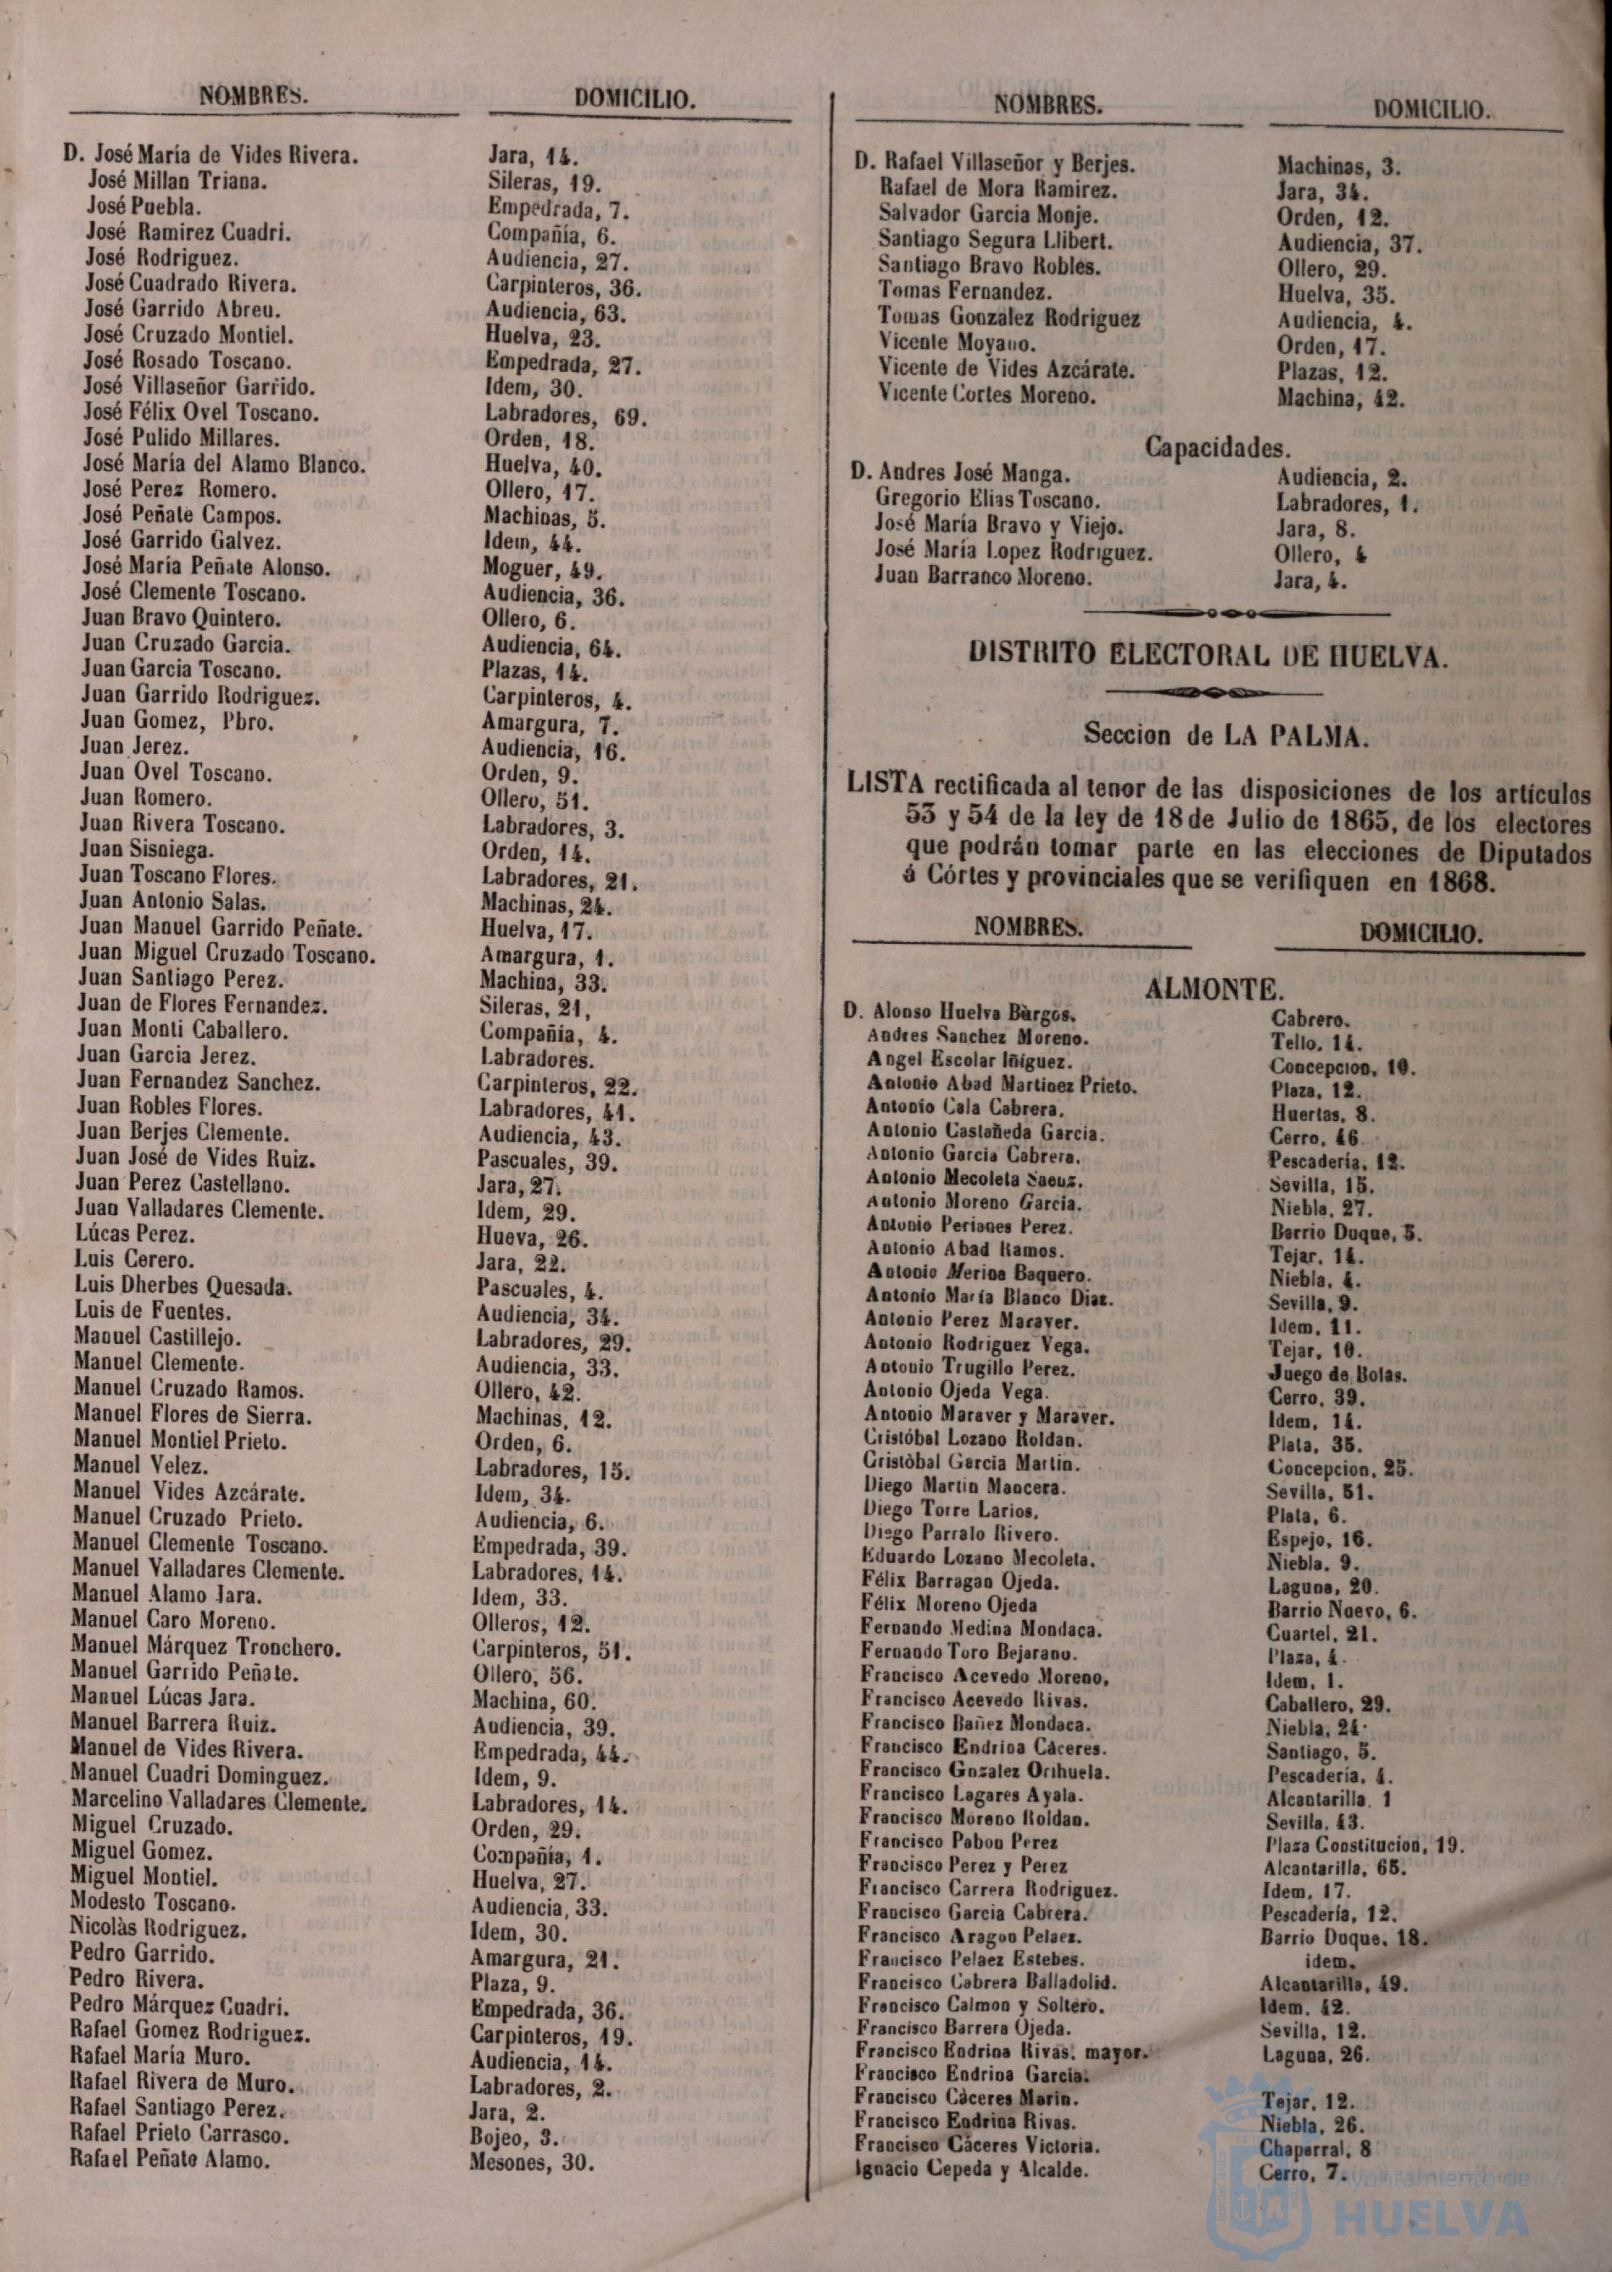 NOMBRES. DOMICILIO.
D. José María de Vides Rivera. Jara, 14.
José Millan Triana. Sileras, 19.
José Puebla. Empedrada, 7.
José Ramirez Cuadri. Compañía, 6.
José Rodriguez. Audiencia, 27.
José Cuadrado Rivera. Carpinteros, 36.
José Garrido Abreu. Audiencia, 63.
José Cruzado Montiel. Huelva, 23.
José Rosado Toscano. Empedrada, 27.
José Villaseñor Garrido. Idem, 30.
José Félix Ovel Toscano. Labradores, 69.
José Pulido Millares. Orden, 18.
José María del Alamo Blanco. Huelva, 40.
José Perez Romero. Ollero, 17.
José Peñate Campos. Machinas, 5.
José Garrido Galvez. Idem, 44.
José María Peñate Alonso. Moguer, 49.
José Clemente Toscano. Audiencia, 36.
Juan Bravo Quintero. Ollero, 6.
Juan Cruzado Garcia. Audiencia, 64.
Juan Garcia Toscano. Plazas, 14.
Juan Garrido Rodriguez. Carpinteros, 4.
Juan Gomez, Pbro. Amargura, 7.
Juan Jerez. Audiencia, 16.
Juan Ovel Toscano. Orden, 9.
Juan Romero. Ollero, 51.
Juan Rivera Toscano. Labradores, 3.
Juan Sisniega. Orden, 14.
Juan Toscano Flores. Labradores, 21.
Juan Antonio Salas. Machinas, 24.
Juan Manuel Garrido Peñate. Huelva, 17.
Juan Miguel Cruzado Toscano. Amargura, 1.
Juan Santiago Perez. Machina, 33.
Juan de Flores Fernandez. Sileras, 21,
Juan Monti Caballero. Compañía, 4.
Juan Garcia Jerez. Labradores.
Juan Fernandez Sanchez. Carpinteros, 22.
Juan Robles Flores. Labradores, 41.
Juan Berjes Clemente. Audiencia, 43.
Juan José de Vides Ruiz. Pascuales, 39.
Juan Perez Castellano. Jara, 27.
Juan Valladares Clemente. Idem, 29.
Lúcas Perez. Hueva, 26.
Luis Cerero. Jara, 22.
Luis Dherbes Quesada. Pascuales, 4.
Luis de Fuentes. Audiencia, 34.
Manuel Castillejo. Labradores, 29.
Manuel Clemente. Audiencia, 33.
Manuel Cruzado Ramos. Ollero, 42.
Manuel Flores de Sierra. Machinas, 12.
Manuel Montiel Prieto. Orden, 6.
Manuel Velez. Labradores, 15.
Manuel Vides Azcárate. Idem, 34.
Manuel Cruzado Prieto. Audiencia, 6.
Manuel Clemente Toscano. Empedrada, 39.
Manuel Valladares Clemente. Labradores, 14.
Manuel Alamo Jara. Idem, 33.
Manuel Caro Moreno. Olleros, 12.
Manuel Márquez Tronchero. Carpinteros, 51.
Manuel Garrido Peñate. Ollero, 56.
Manuel Lúcas Jara. Machina, 60.
Manuel Barrera Ruiz. Audiencia, 39.
Manuel de Vides Rivera. Empedrada, 44.
Manuel Cuadri Dominguez. Idem, 9.
Marcelino Valladares Clemente. Labradores, 14.
Miguel Cruzado. Orden, 29.
Miguel Gomez. Compañía, 1.
Miguel Montiel. Huelva, 27.
Modesto Toscano. Audiencia, 33.
Nicolàs Rodriguez. Idem, 30.
Pedro Garrido. Amargura, 21.
Pedro Rivera. Plaza, 9.
Pedro Márquez Cuadri. Empedrada, 36.
Rafael Gomez Rodriguez. Carpinteros, 19.
Rafael María Muro. Audiencia, 14.
Rafael Rivera de Muro. Labradores, 2.
Rafael Santiago Perez. Jara, 2.
Rafael Prieto Carrasco. Bojeo, 3.
Rafael Peñate Alamo. Mesones, 30.
NOMBRES. DOMICILIO.
D. Rafael Villaseñor y Berjes. Machinas, 3.
Rafael de Mora Ramirez. Jara, 34.
Salvador Garcia Monje. Orden, 12.
Santiago Segura Llibert. Audiencia, 37.
Santiago Bravo Robles. Ollero, 29.
Tomas Fernandez. Huelva, 35.
Tomas Gonzalez Rodriguez Audiencia, 4.
Vicente Moyano. Orden, 17.
Vicente de Vides Azcárate. Plazas, 12.
Vicente Cortes Moreno. Machina, 42.
Capacidades.
D. Andres José Manga. Audiencia, 2.
Gregorio Elias Toscano. Labradores, 1.
José María Bravo y Viejo. Jara, 8.
José María Lopez Rodriguez. Ollero, 4
Juan Barranco Moreno. Jara, 4.
DISTRITO ELECTORAL DE HUELVA.
Seccion de LA PALMA.
LISTA rectificada al tenor de las disposiciones de los artículos
53 y 54 de la ley de 18 de Julio de 1865, de los electores
que podrán tomar parte en las elecciones de Diputados
á Córtes y provinciales que se verifiquen en 1868.
NOMBRES. DOMICILIO.
ALMONTE.
D. Alonso Huelva Bùrgos. Cabrero.
Andres Sanchez Moreno. Tello, 14.
Angel Escolar Iñiguez. Concepcion, 10.
Antonio Abad Martinez Prieto. Plaza, 12.
Antonio Cala Cabrera. Huertas, 8.
Antonio Castañeda Garcia. Cerro, 46.
Antonio Garcia Cabrera. Pescadería, 12.
Antonio Mecoleta Saenz. Sevilla, 15.
Antonio Moreno Garcia. Niebla, 27.
Antonio Perianes Perez. Barrio Duque, 5.
Antonio Abad Ramos. Tejar, 14.
Antonio Merina Baquero. Niebla, 4.
Antonio María Blanco Diaz. Sevilla, 9.
Antonio Perez Maraver. Idem, 11.
Antonio Rodriguez Vega. Tejar, 10.
Antonio Trugillo Perez. Juego de Bolas.
Antonio Ojeda Vega. Cerro, 39.
Antonio Maraver y Maraver. Idem, 14.
Cristóbal Lozano Roldan. Plata, 35.
Cristóbal Garcia Martin. Concepcion, 25.
Diego Martin Mancera. Sevilla, 51.
Diego Torre Larios, Plata, 6.
Diego Parralo Rivero. Espejo, 16.
Eduardo Lozano Mecoleta. Niebla, 9.
Félix Barragan Ojeda. Laguna, 20.
Félix Moreno Ojeda Barrio Nuevo, 6.
Fernando Medina Mondaca. Cuartel, 21.
Fernando Toro Bejarano. Plaza, 4.
Francisco Acevedo Moreno, Idem, 1.
Francisco Acevedo Rivas. Caballero, 29.
Francisco Bañez Mondaca. Niebla, 24.
Francisco Endrina Càceres. Santiago, 5.
Francisco Gnzalez Orihuela. Pescadería, 4.
Francisco Lagares Ayala. Alcantarilla, 1
Francisco Moreno Roldan. Sevilla, 43.
Francisco Pabon Perez Plaza Constitucion, 19.
Francisco Perez y Perez Alcantarilla, 65.
Francisco Carrera Rodriguez. Idem, 17.
Francisco Garcia Cabrera. Pescadería, 12.
Francisco Aragon Pelaez. Barrio Duque, 18.
Francisco Pelaez Estebes. idem.
Francisco Cabrera Balladolid. Alcantarilla, 49.
Francisco Calmon y Soltero. Idem, 42.
Francisco Barrera Ojeda. Sevilla, 12.
Francisco Endrina Rivas, mayor. Laguna, 26.
Francisco Endrina Garcia.
Francisco Càceres Marin. Tejar, 12.
Francisco Endrina Rivas. Niebla, 26.
Francisco Càceres Victoria. Chaparral, 8
Ignacio Cepeda y Alcalde. Cerro, 7.
Ayuntamiento de
HUELVA